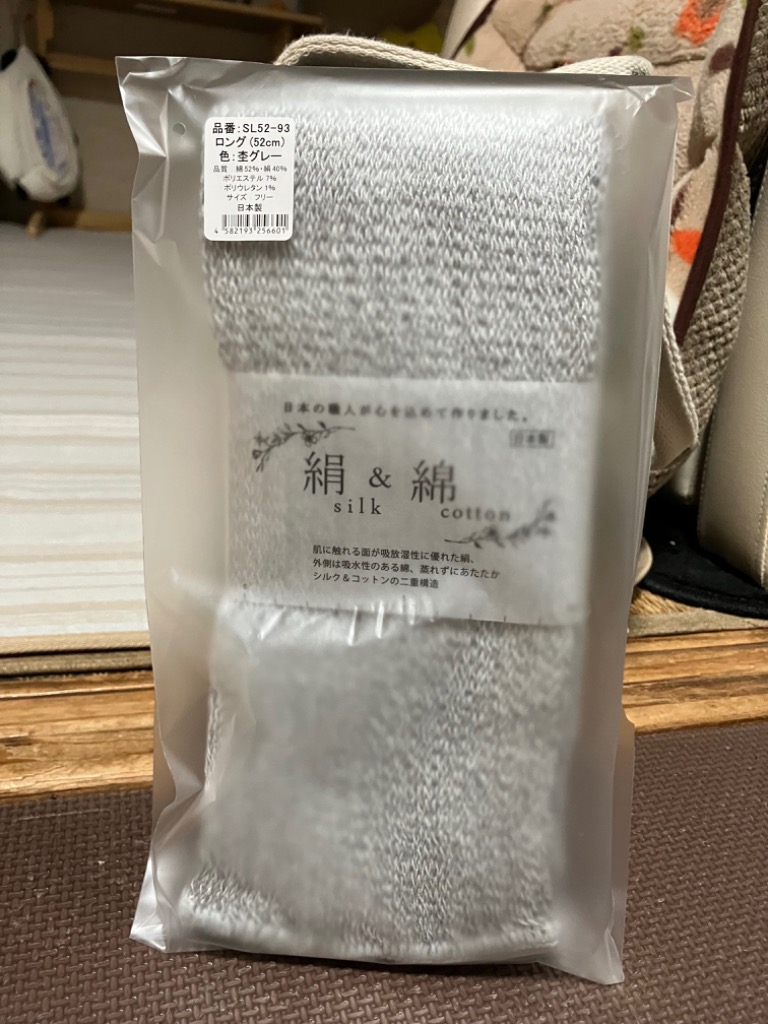 品番:SL52-93
ロング(52cm)
色:杢グレー
品質 綿52%・絹40%
ポリエステル7%
ポリウレタン1%
サイズ フリー
日本製
4 582193 256601
日本の職人が心を込めて作りました。
日本製
絹 & 綿
silk cotton
肌に触れる面が吸放湿性に優れた絹、
外側は吸水性のある綿、蒸れずにあたたか
シルク&コットンの二重構造